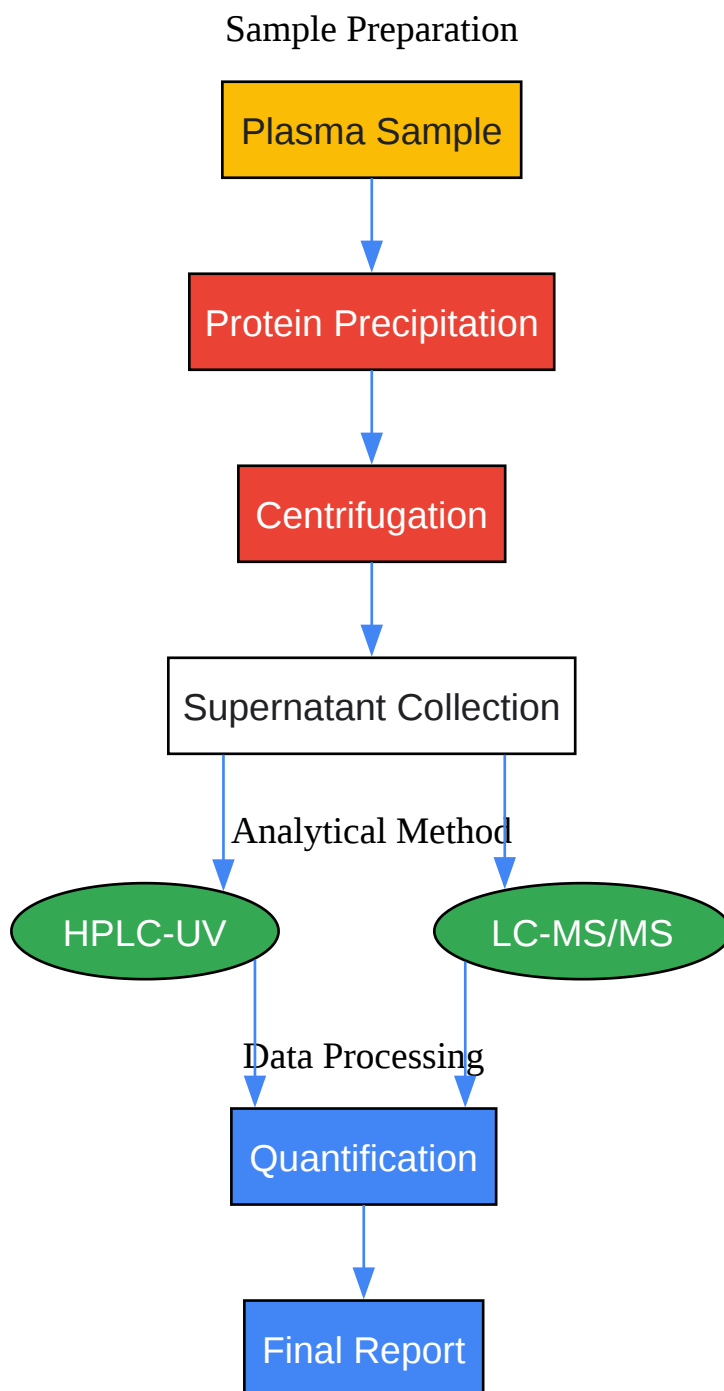 Sample Preparation
Plasma Sample
Protein Precipitation
Centrifugation
Supernatant Collection
Analytical Method
HPLC-UV
LC-MS/MS
Data Processing
Quantification
Final Report